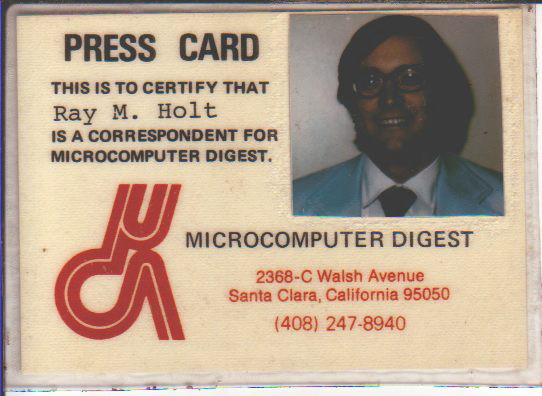 PRESS CARD
THIS IS TO CERTIFY THAT
Ray M. Holt
IS A CORRESPONDENT FOR
MICROCOMPUTER DIGEST.
MICROCOMPUTER DIGEST
2368-C Walsh Avenue
Santa Clara, California 95050
(408) 247-8940